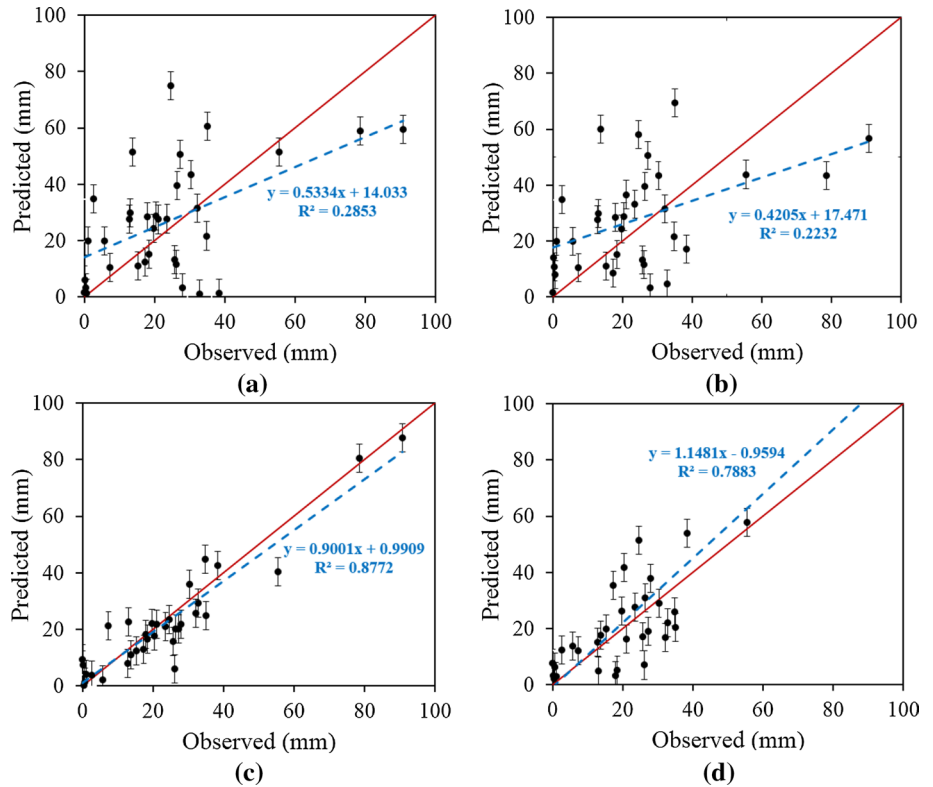 100
80
60
40
20
0
Predicted (mm)
y = 0.5334x + 14.033
R² = 0.2853
0 20 40 60 80 100
Observed (mm)
(a)
100
80
60
40
20
0
Predicted (mm)
y = 0.4205x + 17.471
R² = 0.2232
0 20 40 60 80 100
Observed (mm)
(b)
100
80
60
40
20
0
Predicted (mm)
y = 0.9001x + 0.9909
R² = 0.8772
0 20 40 60 80 100
Observed (mm)
(c)
100
80
60
40
20
0
Predicted (mm)
y = 1.1481x - 0.9594
R² = 0.7883
0 20 40 60 80 100
Observed (mm)
(d)